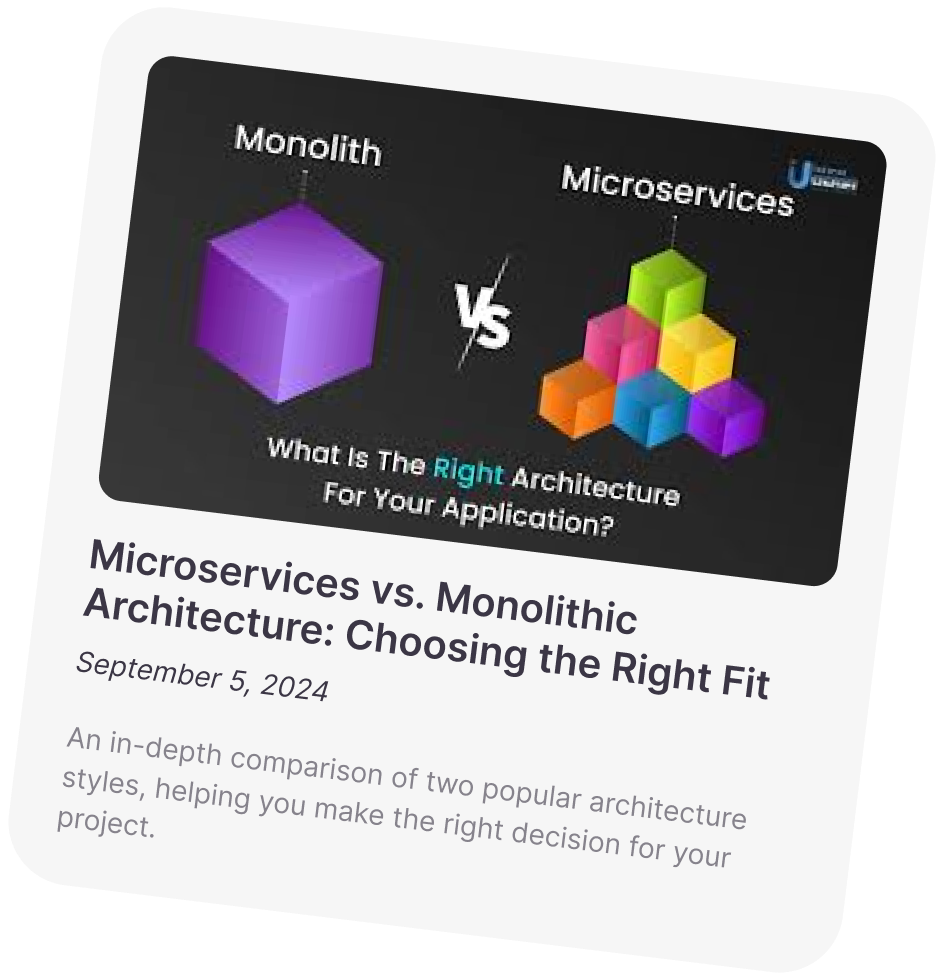 Monolith
Microservices
VS
What Is The Right Architecture
For Your Application?
Microservices vs. Monolithic
Architecture: Choosing the Right Fit
September 5, 2024
An in-depth comparison of two popular architecture
styles, helping you make the right decision for your
project.